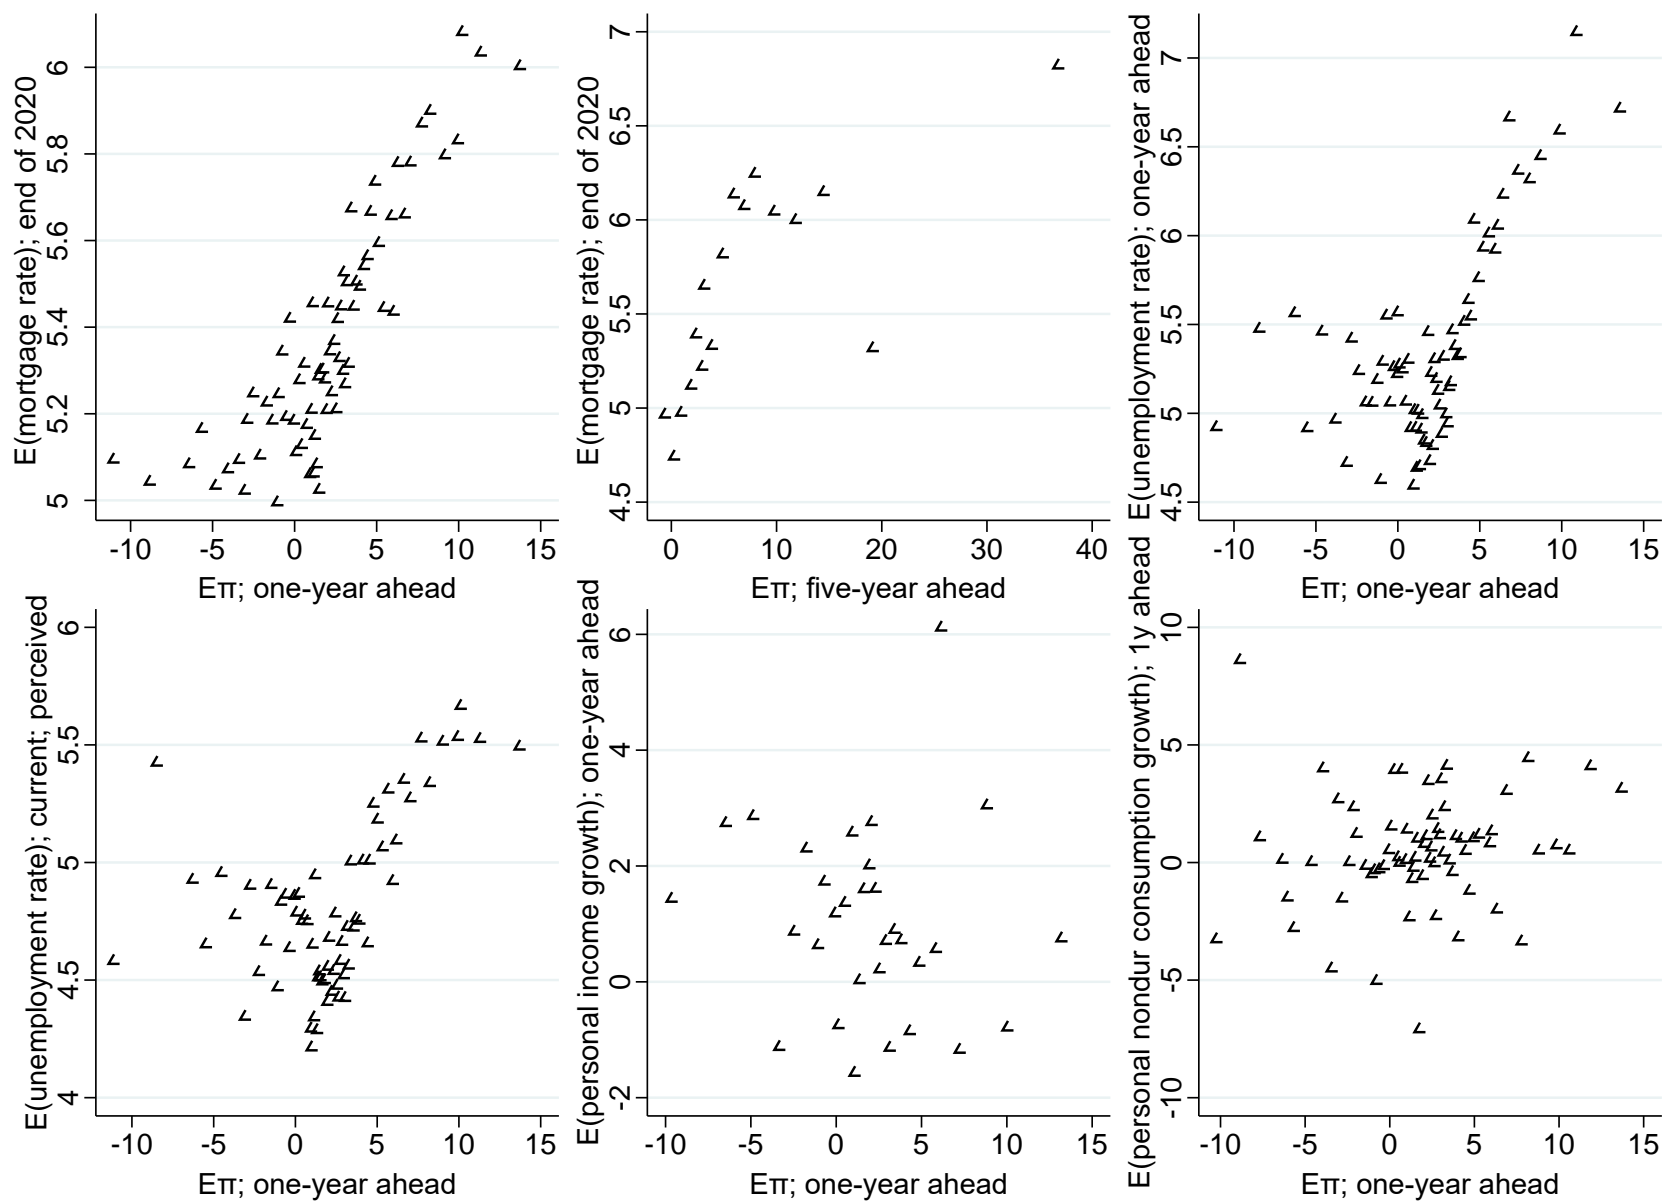 E(mortgage rate); end of 2020
6
5.8
5.6
5.4
5.2
5
-10 -5 0 5 10 15
Eπ; one-year ahead
E(mortgage rate); end of 2020
7
6.5
6
5.5
5
4.5
0 10 20 30 40
Eπ; five-year ahead
E(unemployment rate); one-year ahead
7
6.5
6
5.5
5
4.5
-10 -5 0 5 10 15
Eπ; one-year ahead
E(unemployment rate); current; perceived
6
5.5
5
4.5
4
-10 -5 0 5 10 15
Eπ; one-year ahead
E(personal income growth); one-year ahead
6
4
2
0
-2
-10 -5 0 5 10 15
Eπ; one-year ahead
E(personal nondur consumption growth); 1y ahead
10
5
0
-5
-10
-10 -5 0 5 10 15
Eπ; one-year ahead